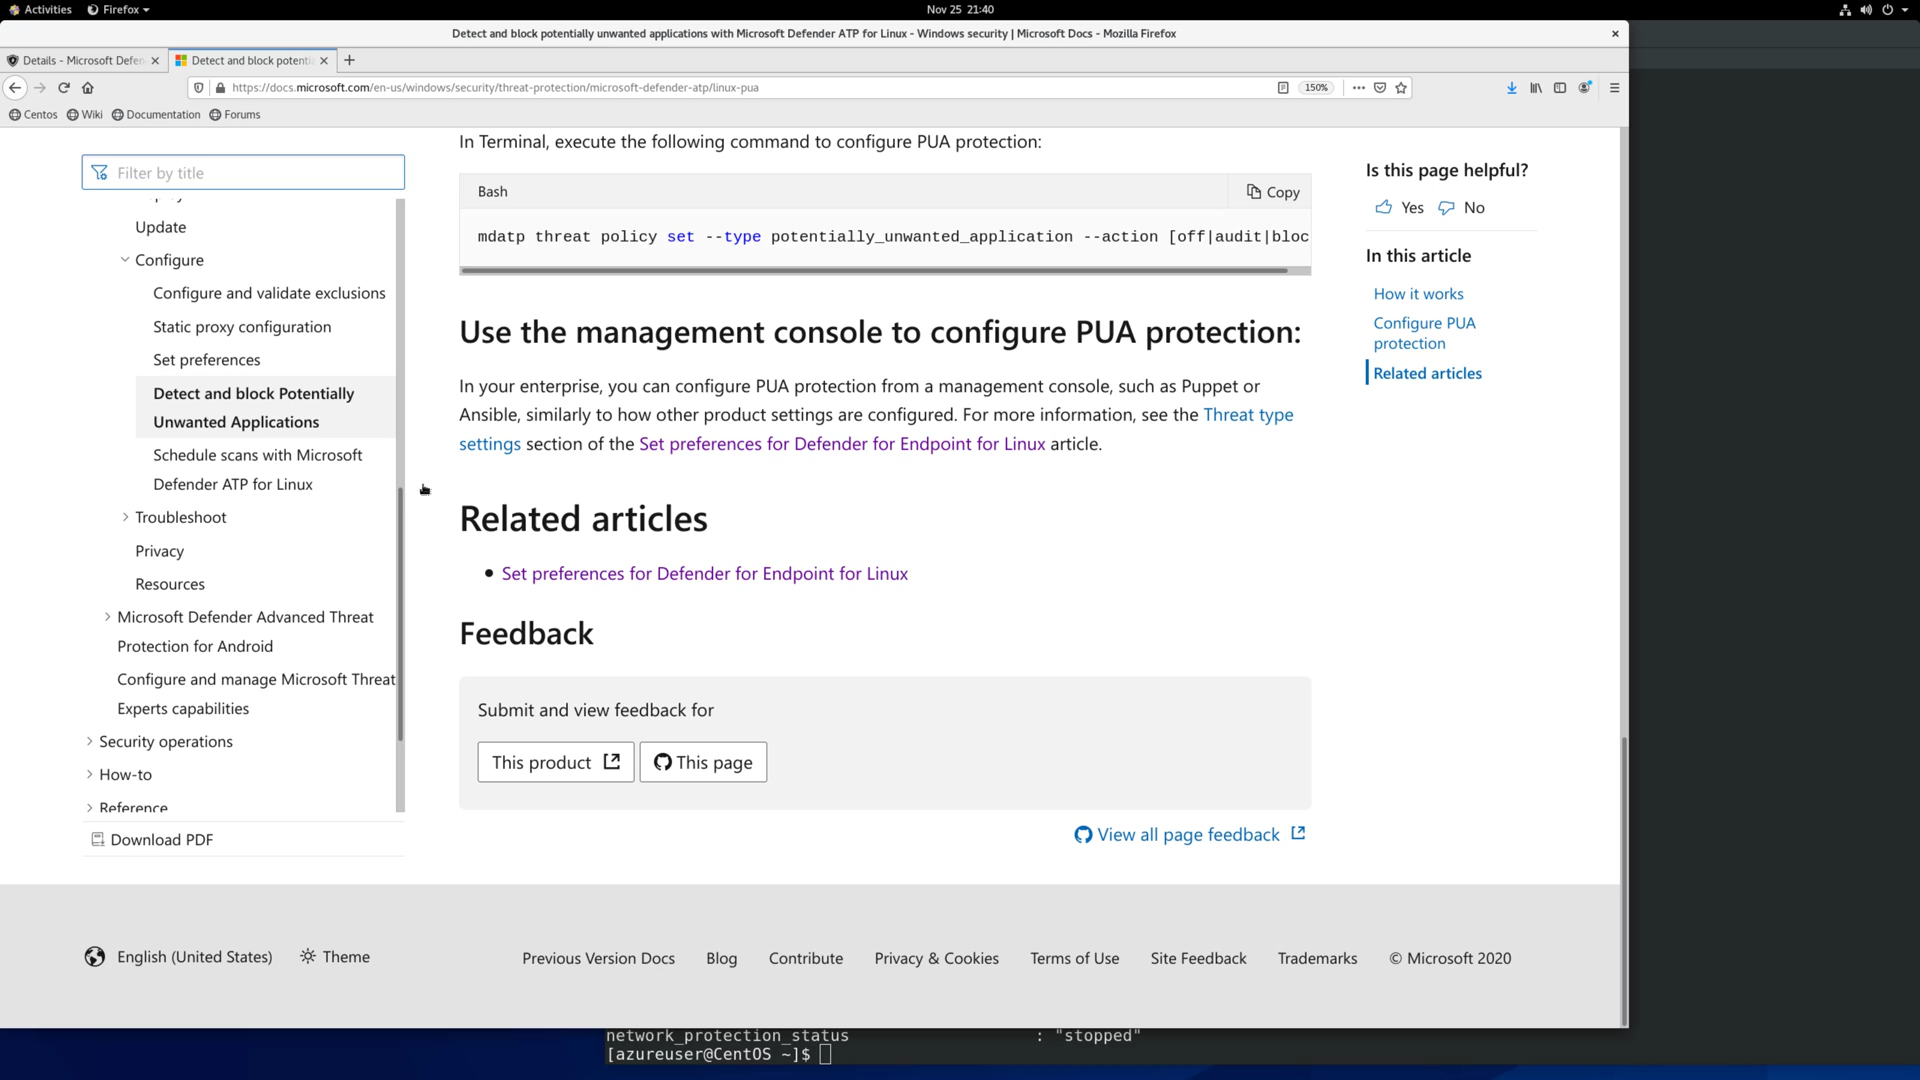 Activities
Firefox
Nov 25 21:40
Detect and block potentially unwanted applications with Microsoft Defender ATP for Linux - Windows security | Microsoft Docs - Mozilla Firefox
Details - Microsoft Defen
Detect and block potenti
https://docs.microsoft.com/en-us/windows/security/threat-protection/microsoft-defender-atp/linux-pua
150%
Centos
Wiki
Documentation
Forums
Filter by title
Update
Configure
Configure and validate exclusions
Static proxy configuration
Set preferences
Detect and block Potentially
Unwanted Applications
Schedule scans with Microsoft
Defender ATP for Linux
Troubleshoot
Privacy
Resources
Microsoft Defender Advanced Threat
Protection for Android
Configure and manage Microsoft Threat
Experts capabilities
Security operations
How-to
Reference
Download PDF
In Terminal, execute the following command to configure PUA protection:
Bash
Copy
mdatp threat policy set --type potentially_unwanted_application --action [off|audit|bloc
Use the management console to configure PUA protection:
In your enterprise, you can configure PUA protection from a management console, such as Puppet or
Ansible, similarly to how other product settings are configured. For more information, see the Threat type
settings section of the Set preferences for Defender for Endpoint for Linux article.
Related articles
Set preferences for Defender for Endpoint for Linux
Feedback
Submit and view feedback for
This product
This page
View all page feedback
Is this page helpful?
Yes
No
In this article
How it works
Configure PUA
protection
Related articles
English (United States)
Theme
Previous Version Docs
Blog
Contribute
Privacy & Cookies
Terms of Use
Site Feedback
Trademarks
© Microsoft 2020
network_protection_status : "stopped"
[azureuser@CentOS ~]$